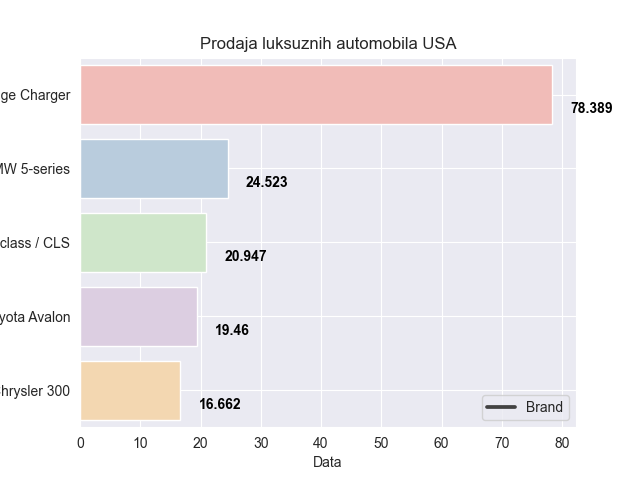 Prodaja luksuznih automobila USA
ge Charger
78.389
MW 5-series
24.523
class / CLS
20.947
yota Avalon
19.46
Chrysler 300
16.662
Brand
0 10 20 30 40 50 60 70 80
Data